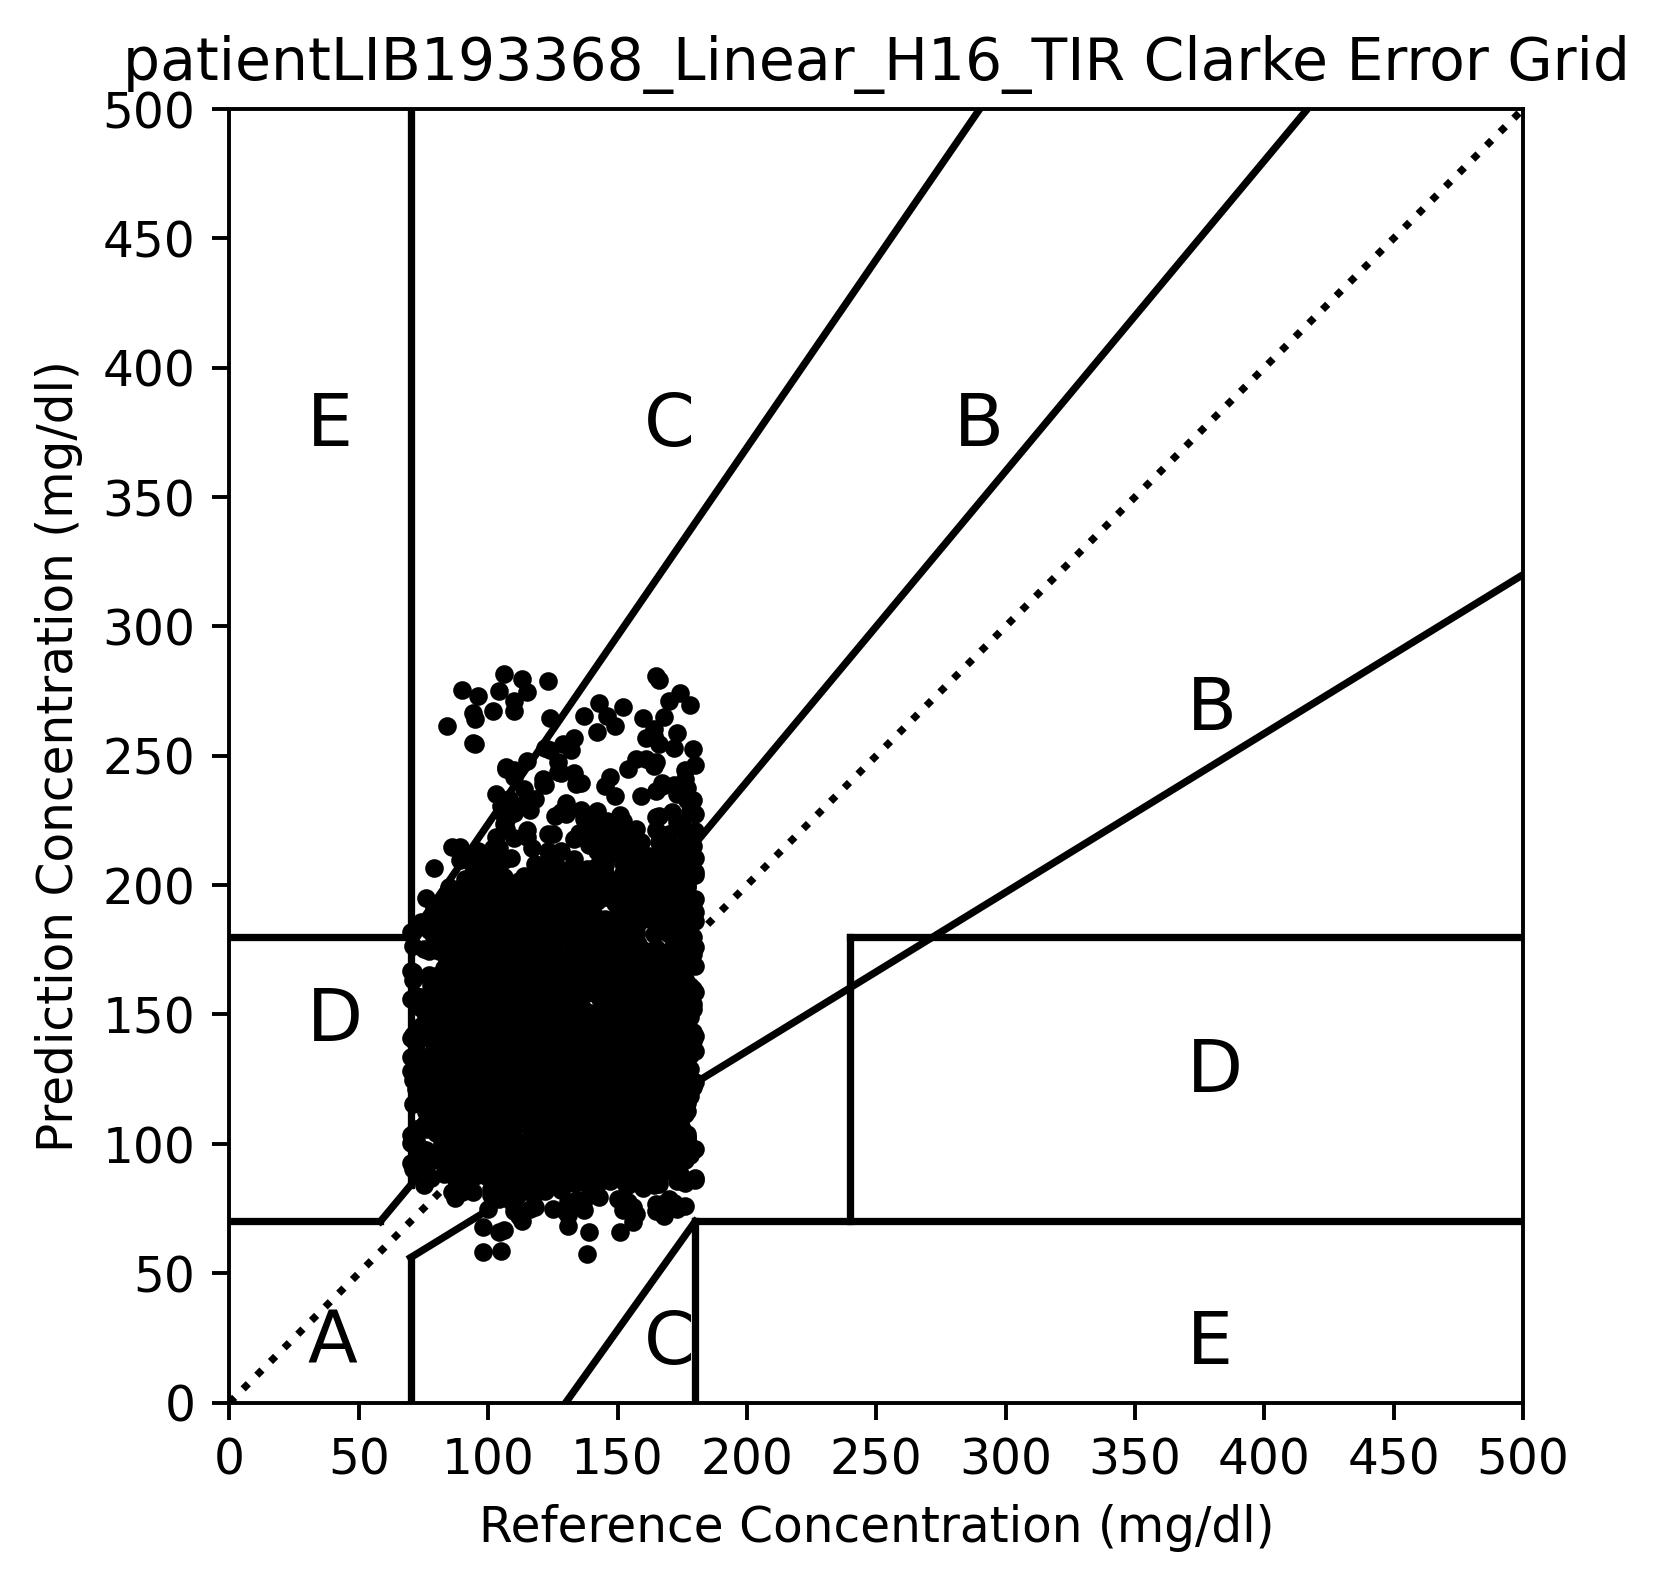 patientLIB193368_Linear_H16_TIR Clarke Error Grid
500
450
400
350
300
250
200
150
100
50
0
Prediction Concentration (mg/dl)
E
C
B
B
D
D
A
C
E
0 50 100 150 200 250 300 350 400 450 500
Reference Concentration (mg/dl)